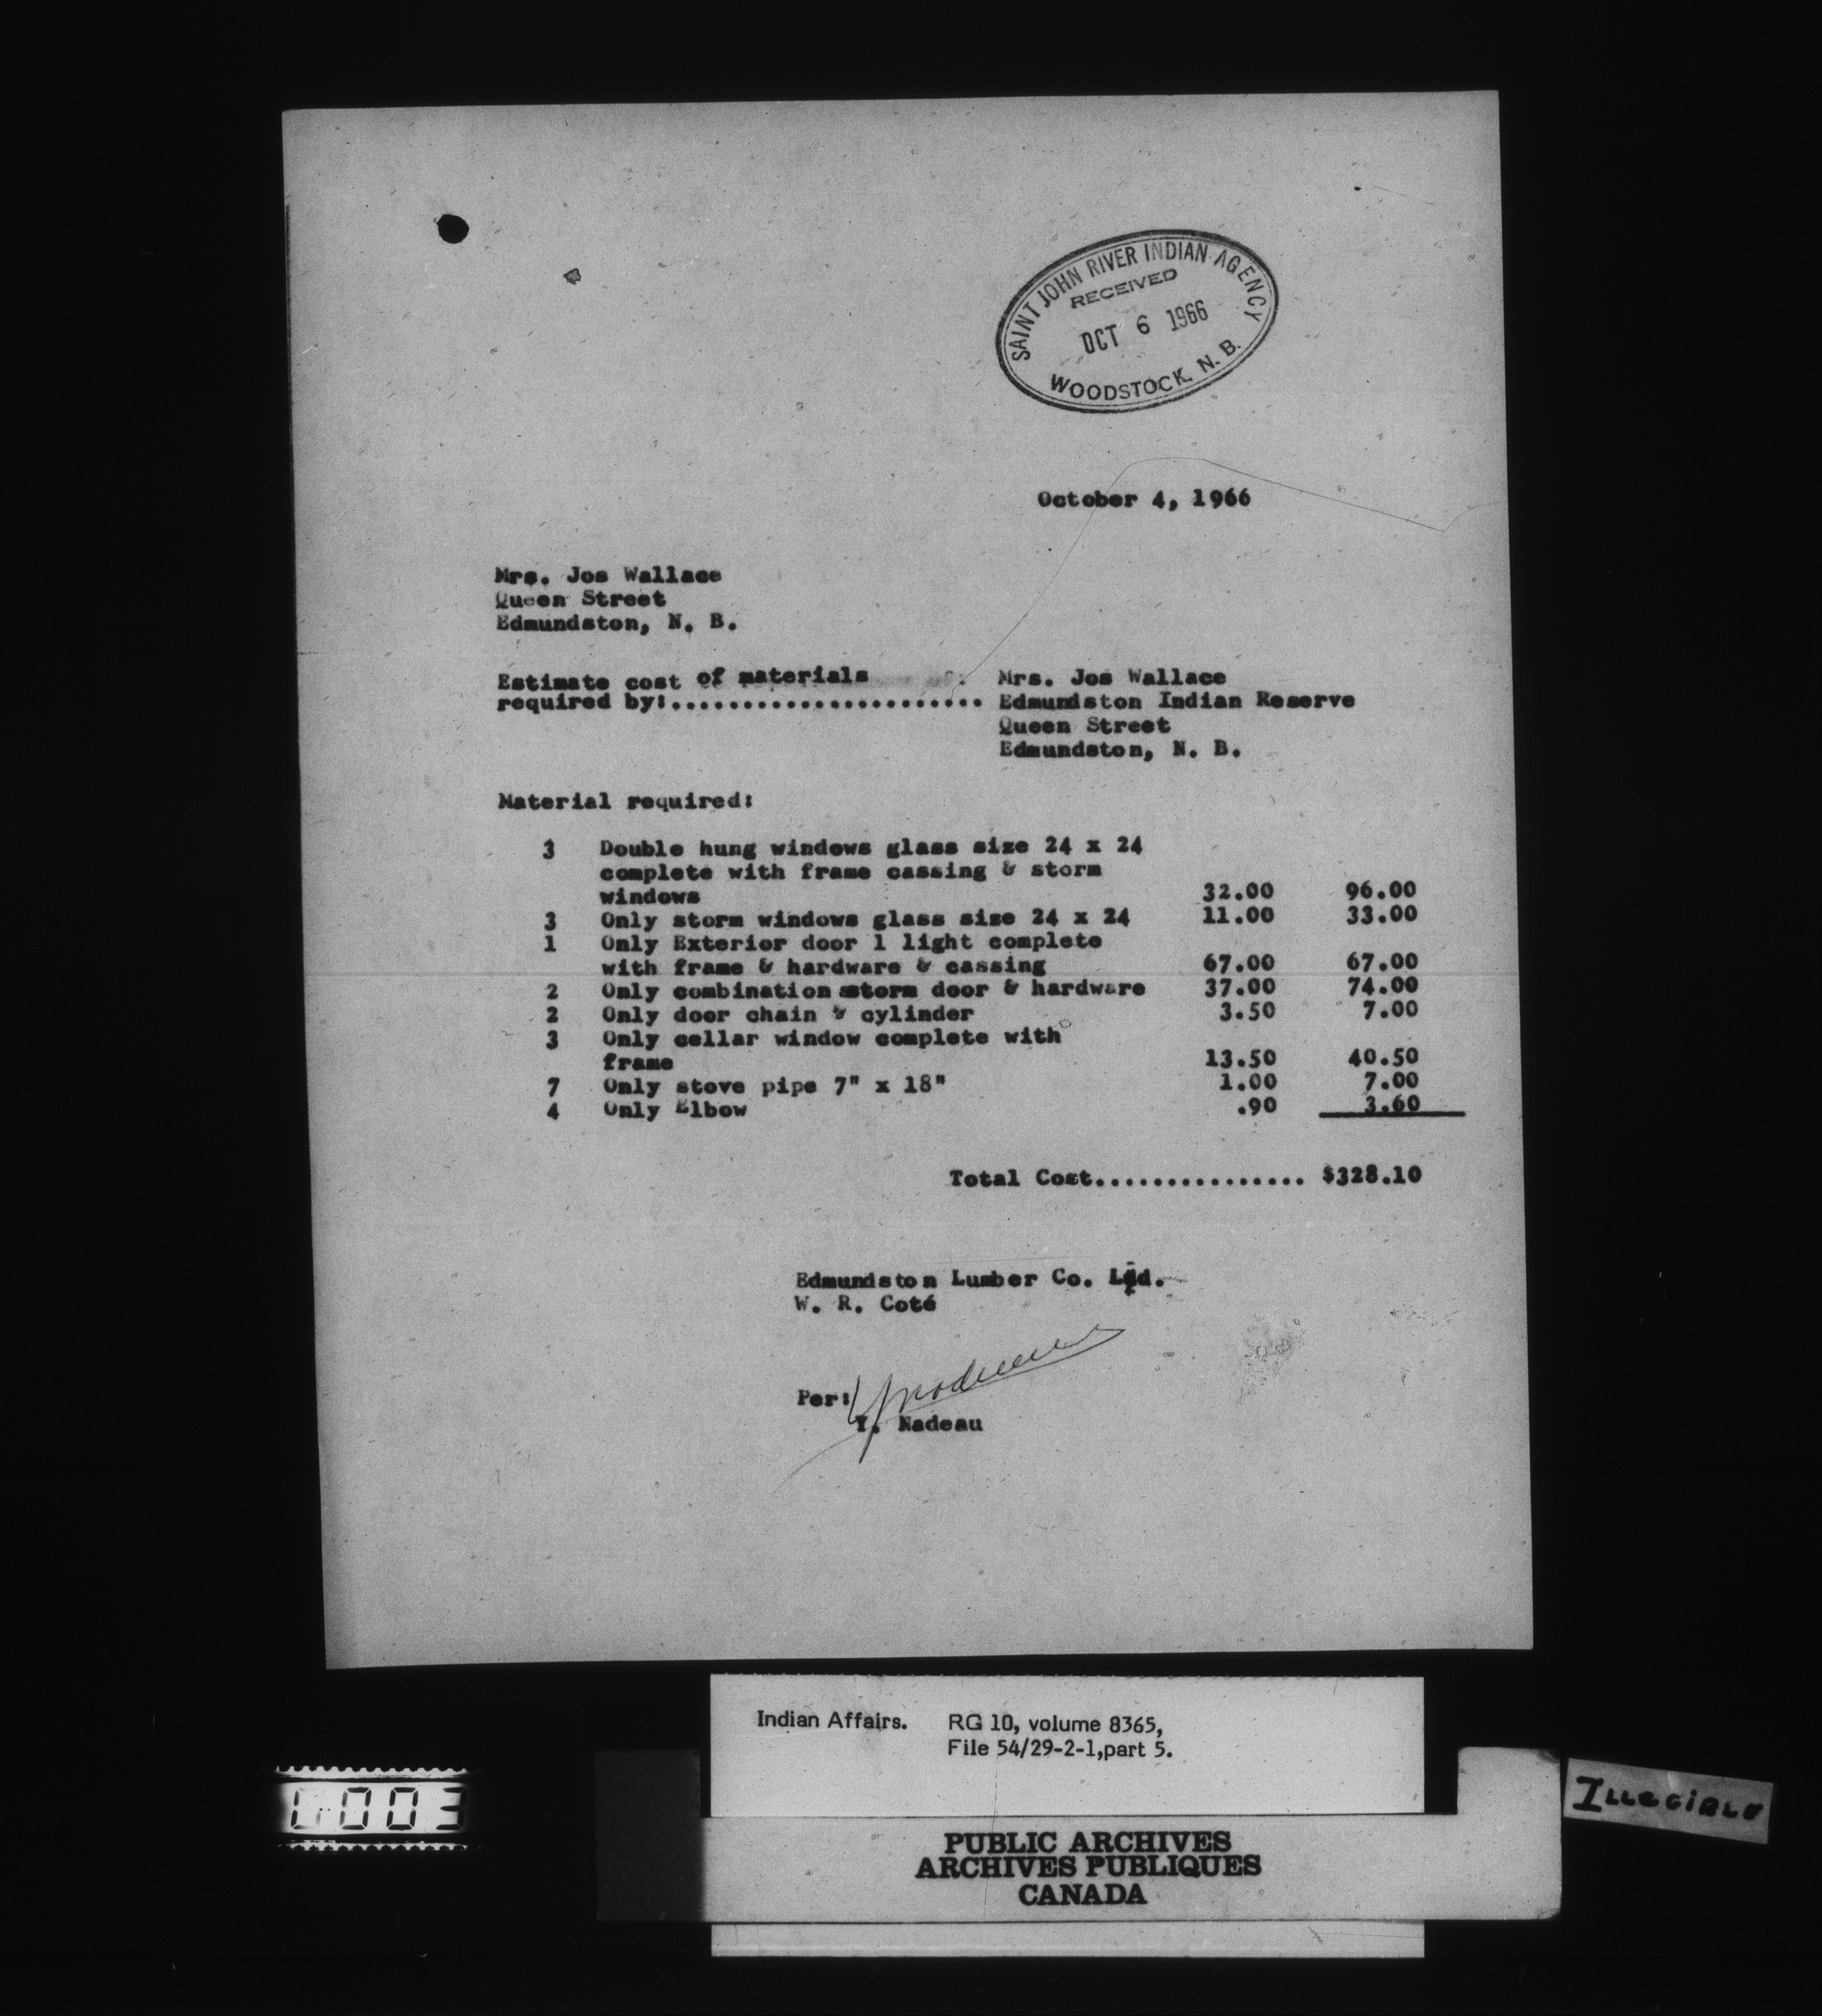 SAINT JOHN RIVER INDIAN AGENCY
RECEIVED
OCT 6 1966
WOODSTOCK, N. B.
October 4, 1966
Mrs. Jos Wallace
Queen Street
Edmundston, N. B.
Estimate cost of materials Mrs. Jos Wallace
required by:...................... Edmundston Indian Reserve
Queen Street
Edmundston, N. B.
Material required:
3 Double hung windows glass size 24 x 24
complete with frame cassing & storm
windows 32.00 96.00
3 Only storm windows glass size 24 x 24 11.00 33.00
1 Only Exterior door 1 light complete
with frame & hardware & cassing 67.00 67.00
2 Only combination storm door & hardware 37.00 74.00
2 Only door chain & cylinder 3.50 7.00
3 Only cellar window complete with
frame 13.50 40.50
7 Only stove pipe 7" x 18" 1.00 7.00
4 Only Elbow .90 3.60
Total Cost............... $328.10
Edmundston Lumber Co. Ltd.
W. R. Coté
Per: YNadeau
Y. Nadeau
Indian Affairs. RG 10, volume 8365,
File 54/29-2-1,part 5.
003
ILLEGIBLE
PUBLIC ARCHIVES
ARCHIVES PUBLIQUES
CANADA